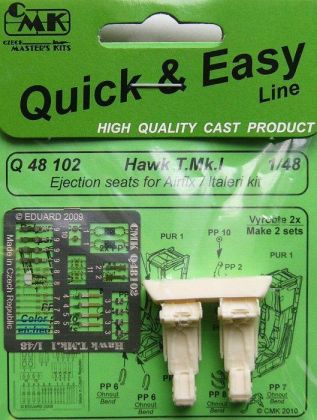 CMK
CZECH
MASTER'S KITS
Quick & Easy
Line
HIGH QUALITY CAST PRODUCT
Q 48 102 Hawk T.Mk.I 1/48
Ejection seats for Airfix / Italeri kit
© EDUARD 2009
Made in Czech Republic
CMK Q48102
Hawk T.Mk.I 1/48
PUR 1
PP 10
PP 2
Vyrobte 2x
Make 2 sets
PUR 1
PP 6
Ohnout
Bend
PP 8
Ohnout
Bend
PP 7
Ohnout
Bend
© CMK 2010